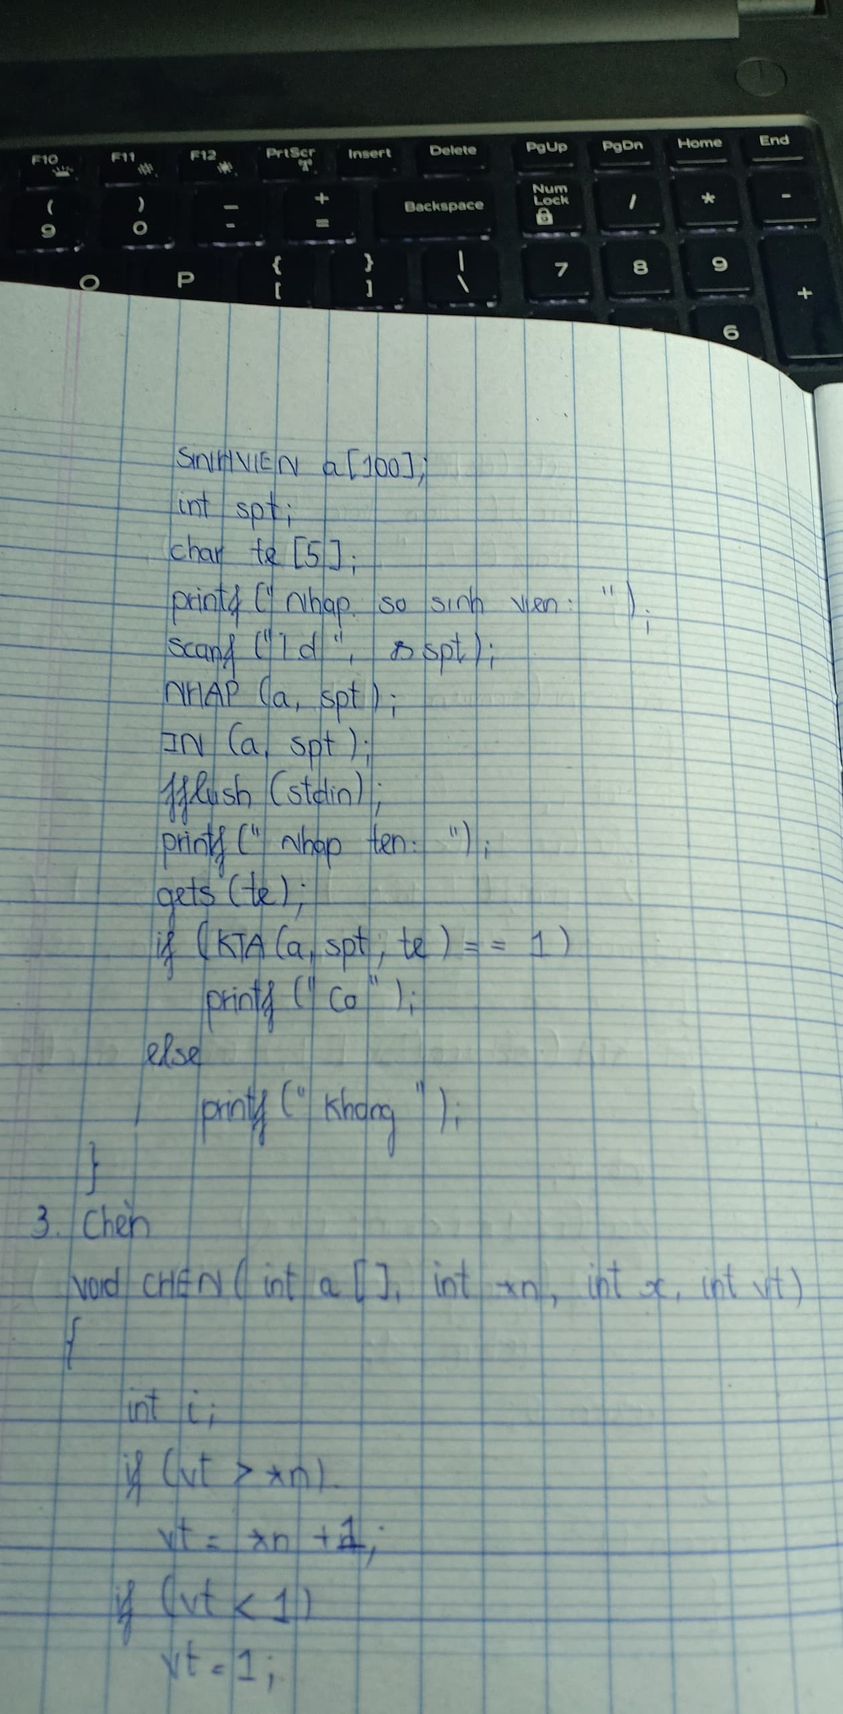 F10 F11 F12 PrtScr Insert Delete PgUp PgDn Home End
( ) _ + Backspace Num Lock / * -
9 0 - =
O P { } | 7 8 9 +
[ ] \
6
SINHVIEN a[100];
int spt;
char te[5];
printf (" Nhap so sinh vien: ");
scanf ("%d", &spt);
NHAP (a, spt);
IN (a, spt);
fflush (stdin);
printf (" Nhap ten: ");
gets (te);
if (KTA (a, spt, te) == 1)
printf (" Co ");
else
printf (" Khong ");
}
3. Chèn
void CHEN( int a[], int *n, int x, int vt)
{
int i;
if (vt > *n)
vt = *n + 1;
if (vt < 1)
vt = 1;